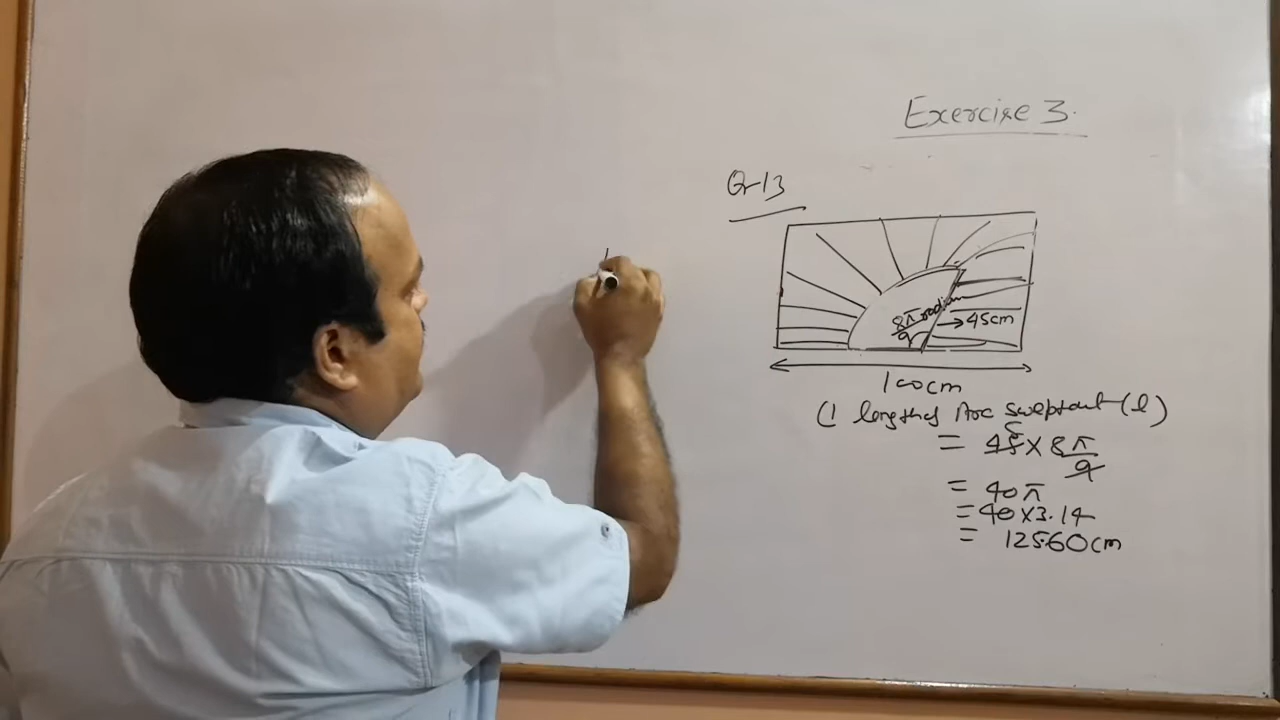 Exercise 3.
Q-13
8π radian
9
→45cm
100cm
(1 length of Arc sweptout (l)
= 45 5 × 8π/9
= 40π
= 40 × 3.14
= 125.60cm